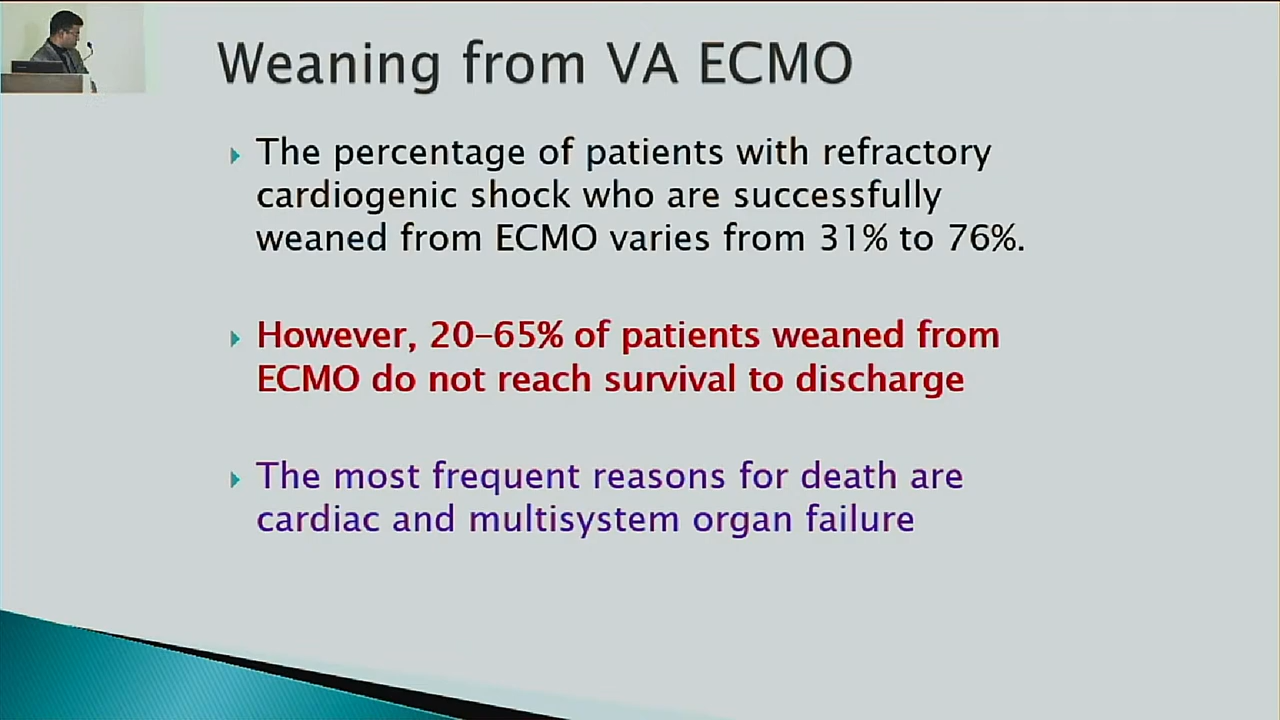 Weaning from VA ECMO
The percentage of patients with refractory
cardiogenic shock who are successfully
weaned from ECMO varies from 31% to 76%.
However, 20-65% of patients weaned from
ECMO do not reach survival to discharge
The most frequent reasons for death are
cardiac and multisystem organ failure